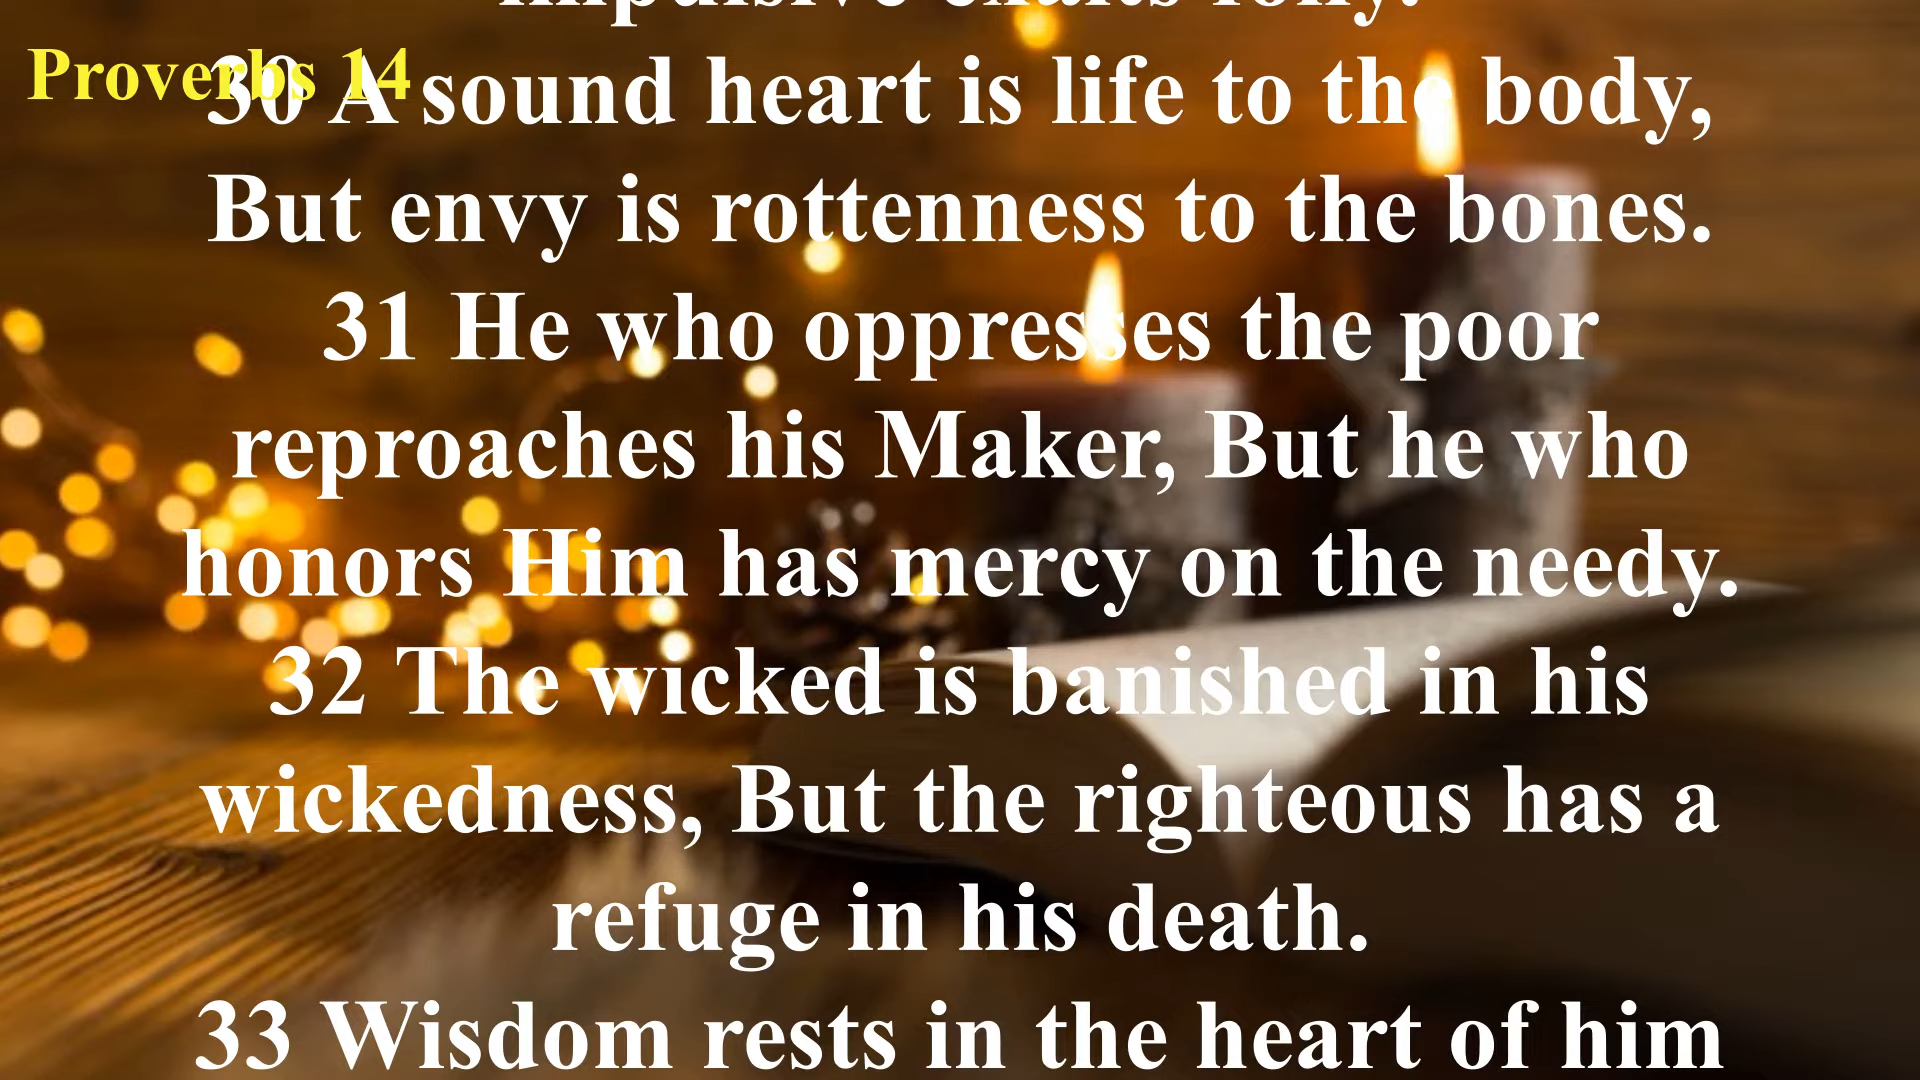 impulsive exalts folly.
Proverbs 14
30 A sound heart is life to the body,
But envy is rottenness to the bones.
31 He who oppresses the poor
reproaches his Maker, But he who
honors Him has mercy on the needy.
32 The wicked is banished in his
wickedness, But the righteous has a
refuge in his death.
33 Wisdom rests in the heart of him